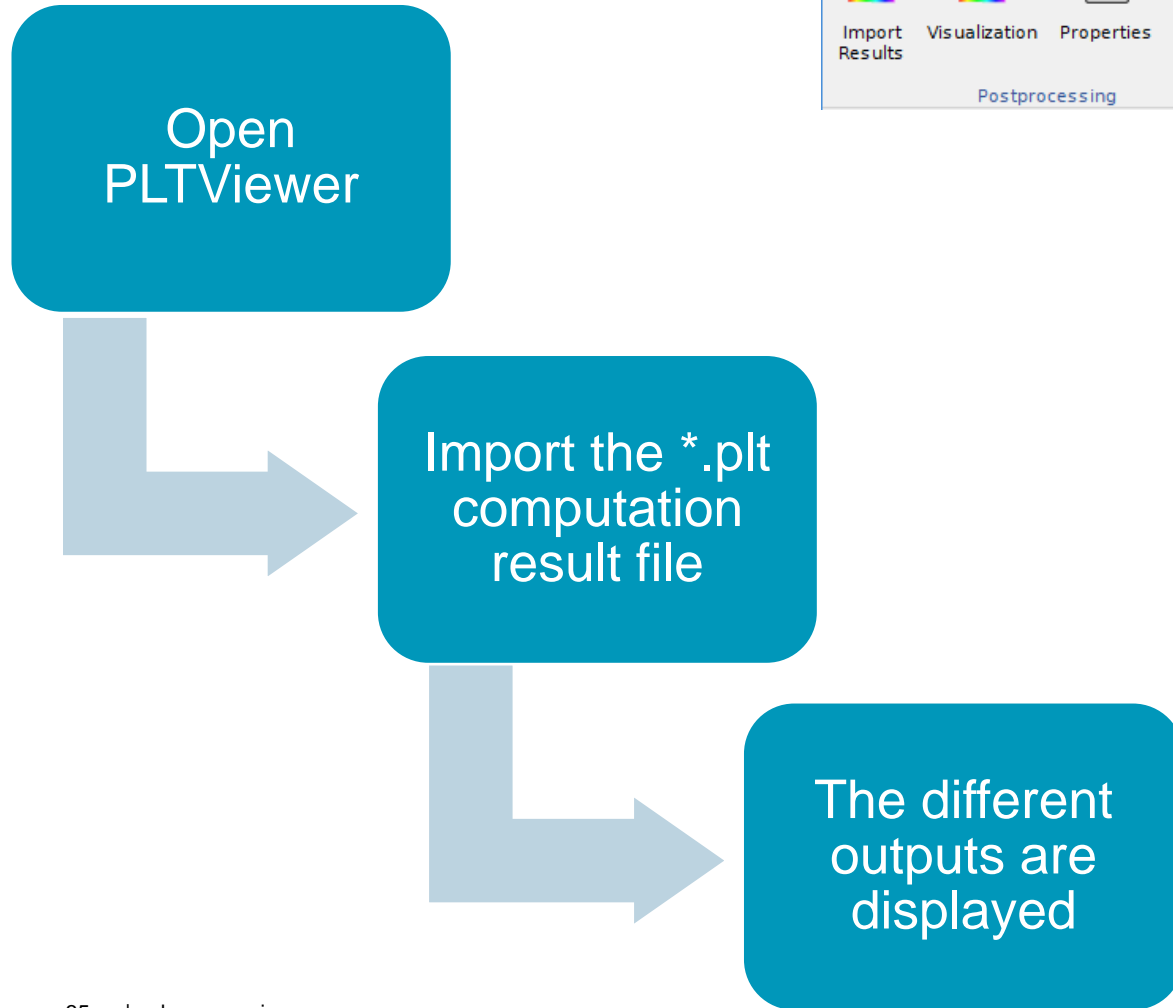 Import Visualization Properties
Results
Postprocessing
Open
PLTViewer
Import the *.plt
computation
result file
The different
outputs are
displayed